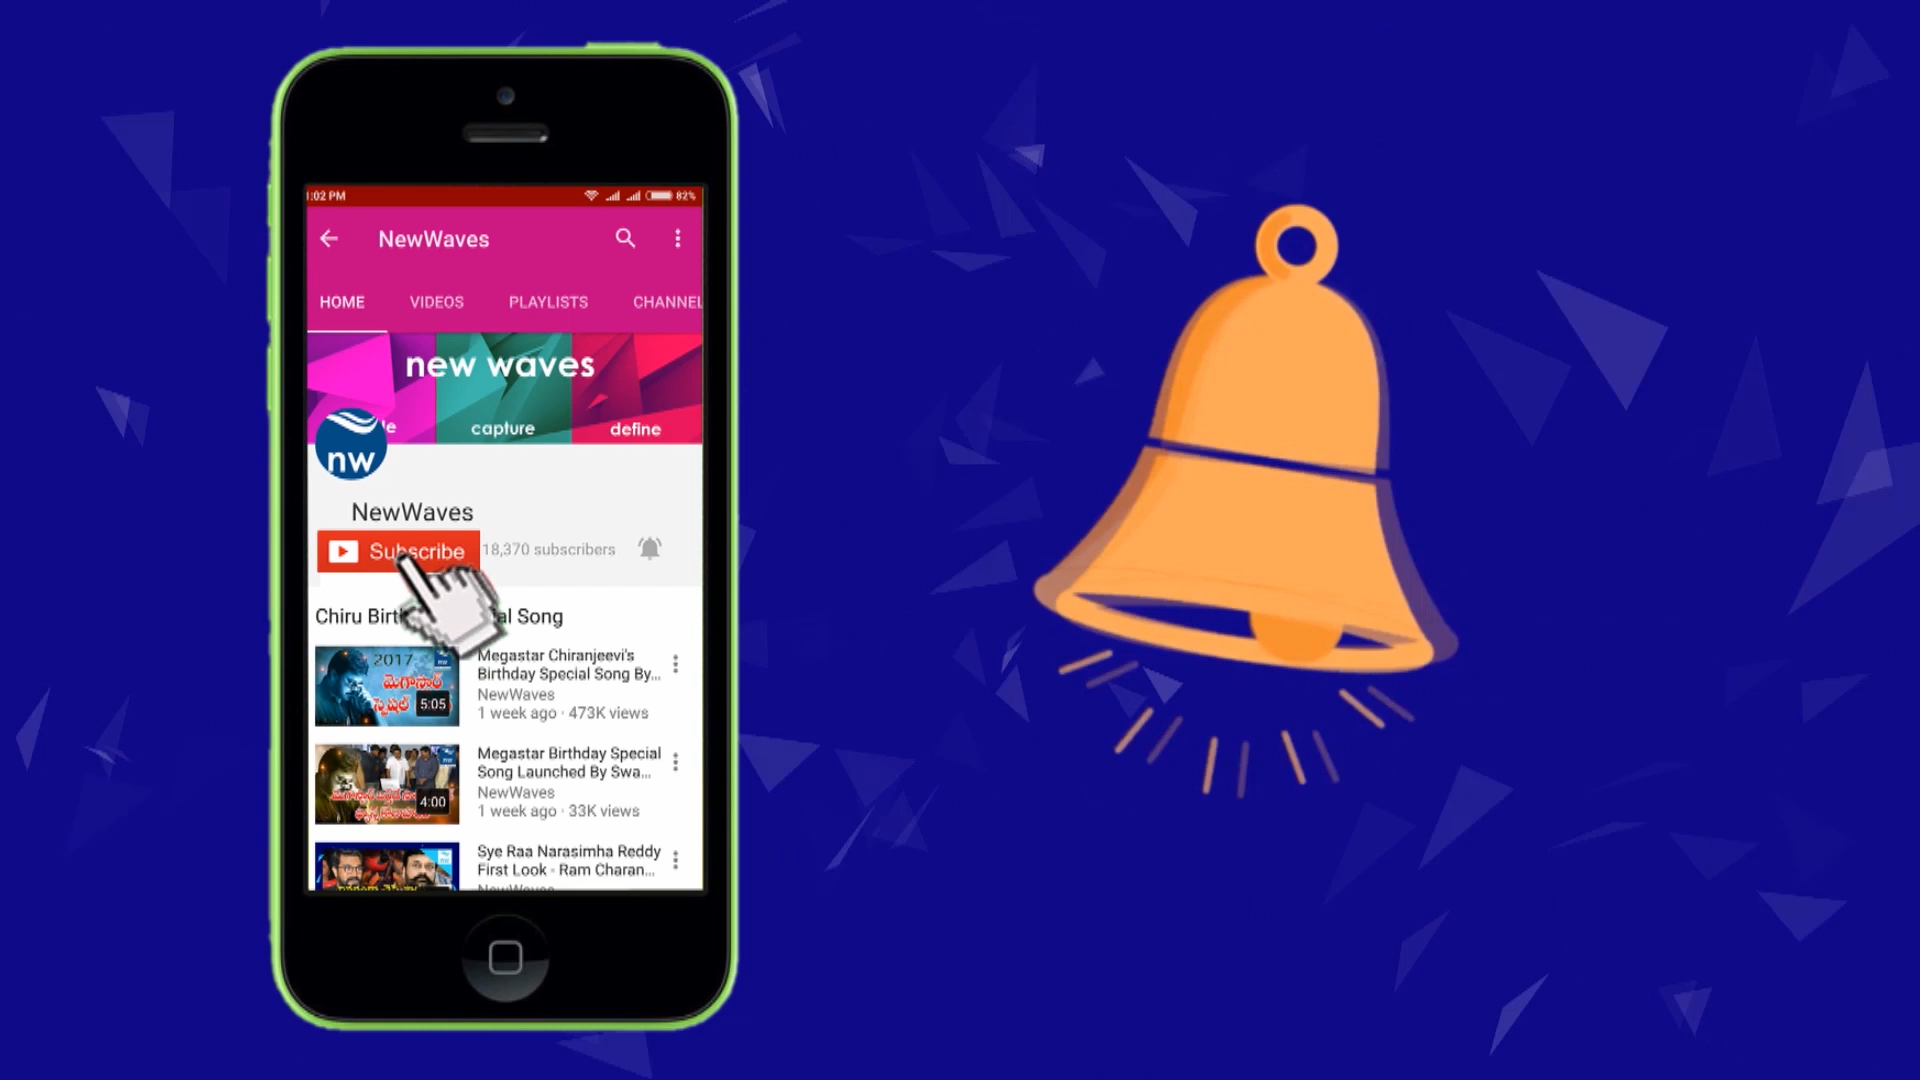 1:02 PM
82%
NewWaves
HOME VIDEOS PLAYLISTS CHANNEL
new waves
capture define
nw
NewWaves
Subscribe 18,370 subscribers
Song
2017
మెగాస్టార్
స్పెషల్
5:05
Megastar Chiranjeevi's
Birthday Special Song By...
NewWaves
1 week ago · 473K views
4:00
Megastar Birthday Special
Song Launched By Swa...
NewWaves
1 week ago · 33K views
Sye Raa Narasimha Reddy
First Look - Ram Charan...